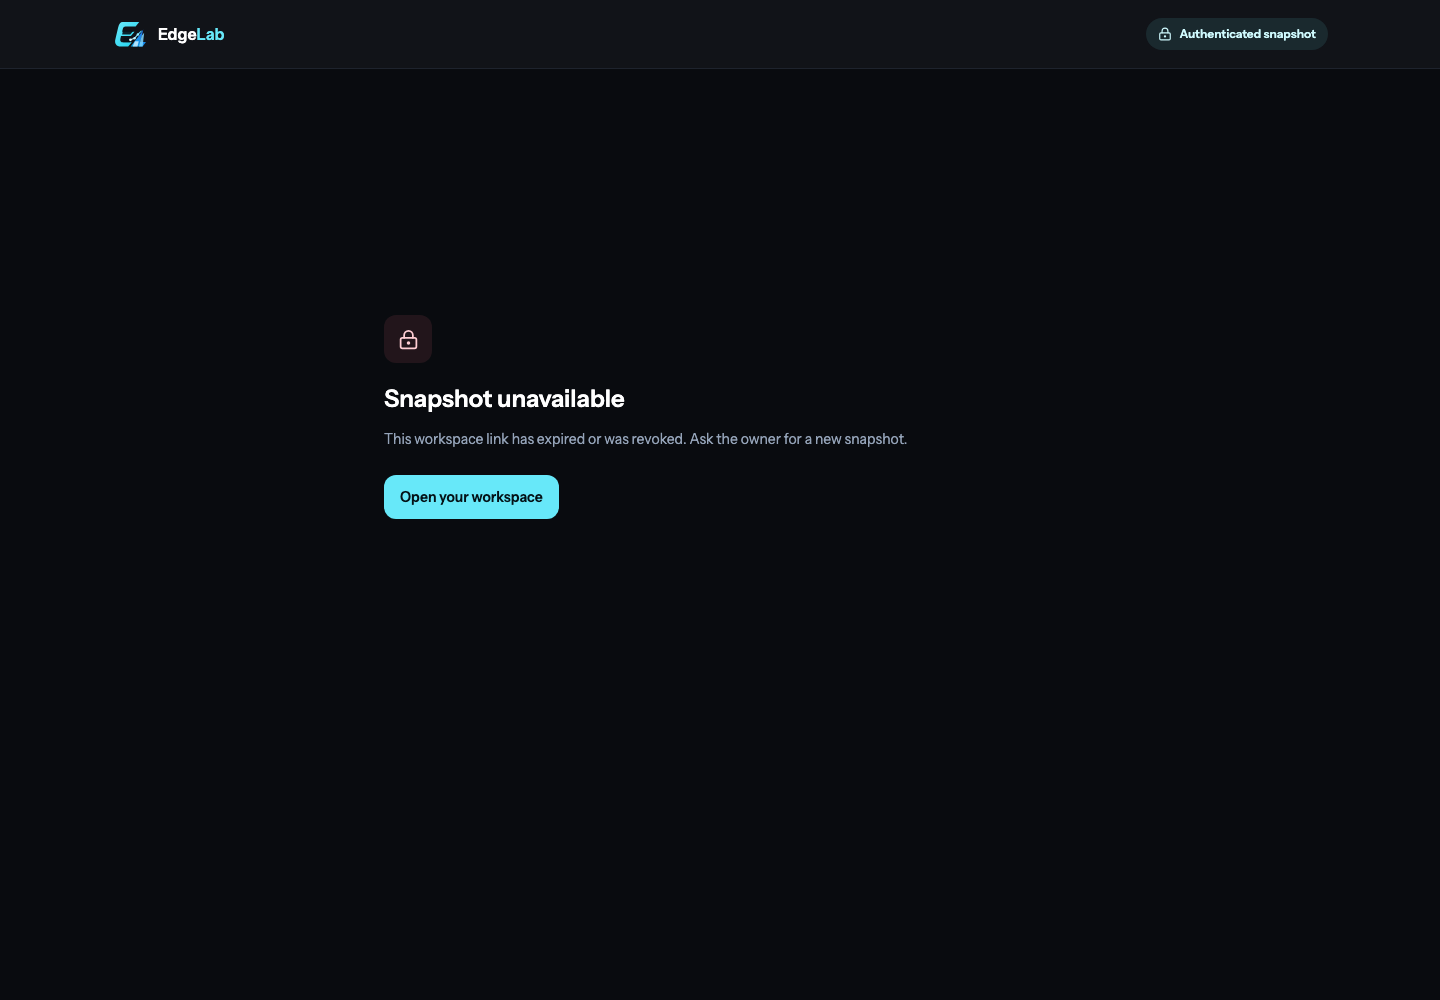 EdgeLab
Authenticated snapshot
Snapshot unavailable
This workspace link has expired or was revoked. Ask the owner for a new snapshot.
Open your workspace